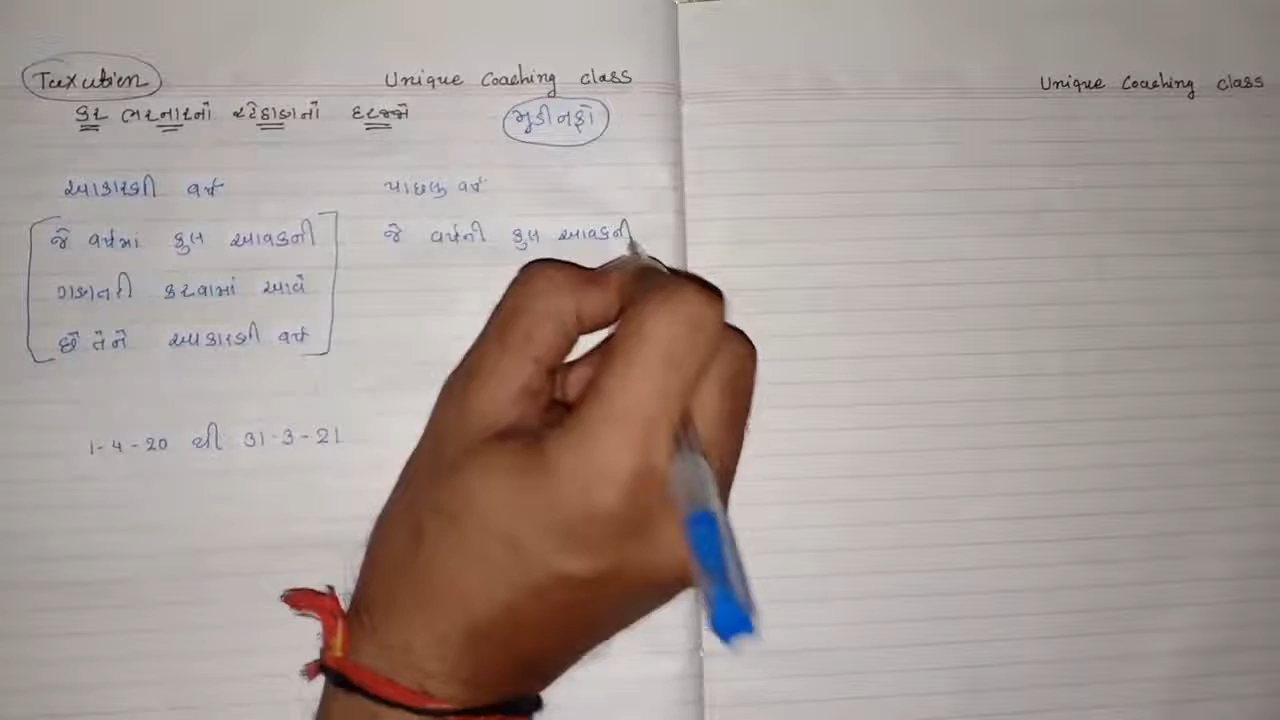 Taxation
Unique Coaching class
કર ભરનારનો રહેઠાણનો દરજ્જો
મુડી નફો
આકારણી વર્ષ
જે વર્ષમાં કુલ આવકની
ગણતરી કરવામાં આવે
છે તેને આકારણી વર્ષ
1-4-20 થી 31-3-21
પાછલુ વર્ષ
જે વર્ષની કુલ આવકની
Unique Coaching class